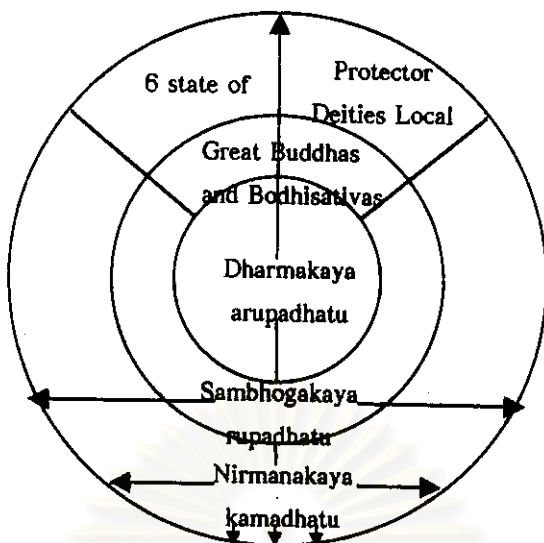 6 state of
Protector
Deities Local
Great Buddhas
and Bodhisativas
Dharmakaya
arupadhatu
Sambhogakaya
rupadhatu
Nirmanakaya
kamadhatu